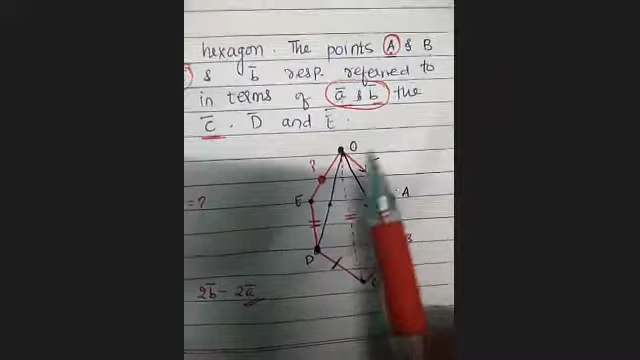 hexagon. The points A & B
& b̄ resp. referred to
in terms of ā & b̄ the
C̄, D̄ and Ē.
O
?
E
A
= ?
B
D
C
2b̄ - 2ā